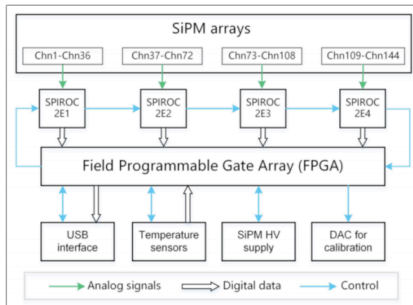 SiPM arrays
Chn1-Chn36 Chn37-Chn72 Chn73-Chn108 Chn109-Chn144
SPIROC SPIROC SPIROC SPIROC
2E1 2E2 2E3 2E4
Field Programmable Gate Array (FPGA)
USB Temperature SiPM HV DAC for
interface sensors supply calibration
Analog signals Digital data Control